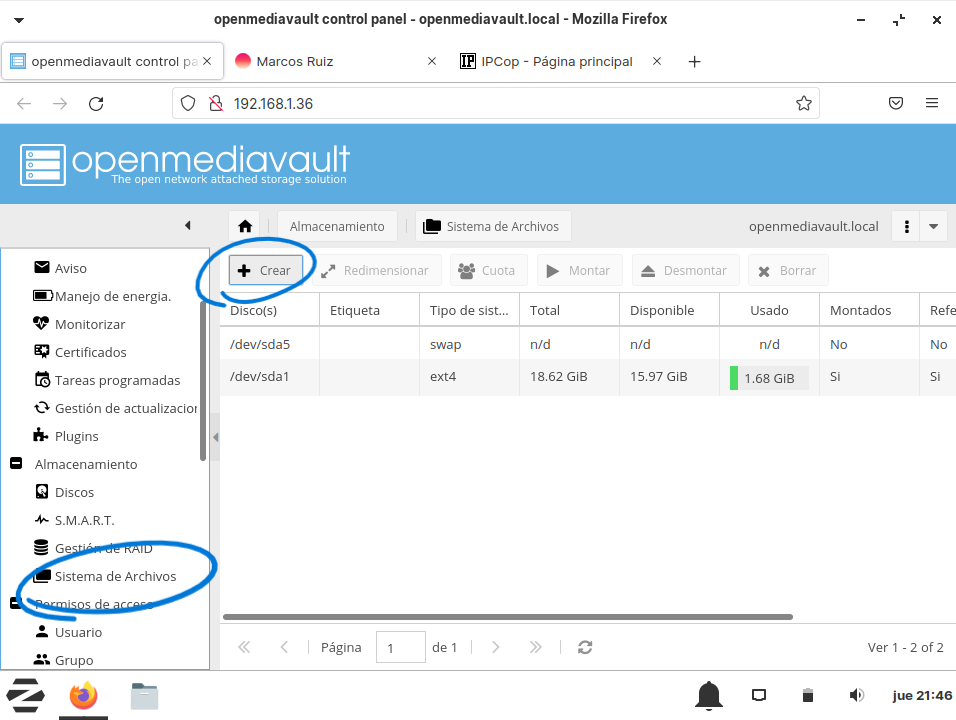 openmediavault control panel - openmediavault.local - Mozilla Firefox
openmediavault control pa
Marcos Ruiz
IPCop - Página principal
192.168.1.36
openmediavault
The open network attached storage solution
Almacenamiento
Sistema de Archivos
openmediavault.local
Aviso
Manejo de energia.
Monitorizar
Certificados
Tareas programadas
Gestión de actualizacior
Plugins
Almacenamiento
Discos
S.M.A.R.T.
Gestión de RAID
Sistema de Archivos
Permisos de acceso
Usuario
Grupo
Crear
Redimensionar
Cuota
Montar
Desmontar
Borrar
Disco(s) Etiqueta Tipo de sist... Total Disponible Usado Montados Refe
/dev/sda5 swap n/d n/d n/d No No
/dev/sda1 ext4 18.62 GiB 15.97 GiB 1.68 GiB Si Si
Página 1 de 1
Ver 1 - 2 of 2
jue 21:46